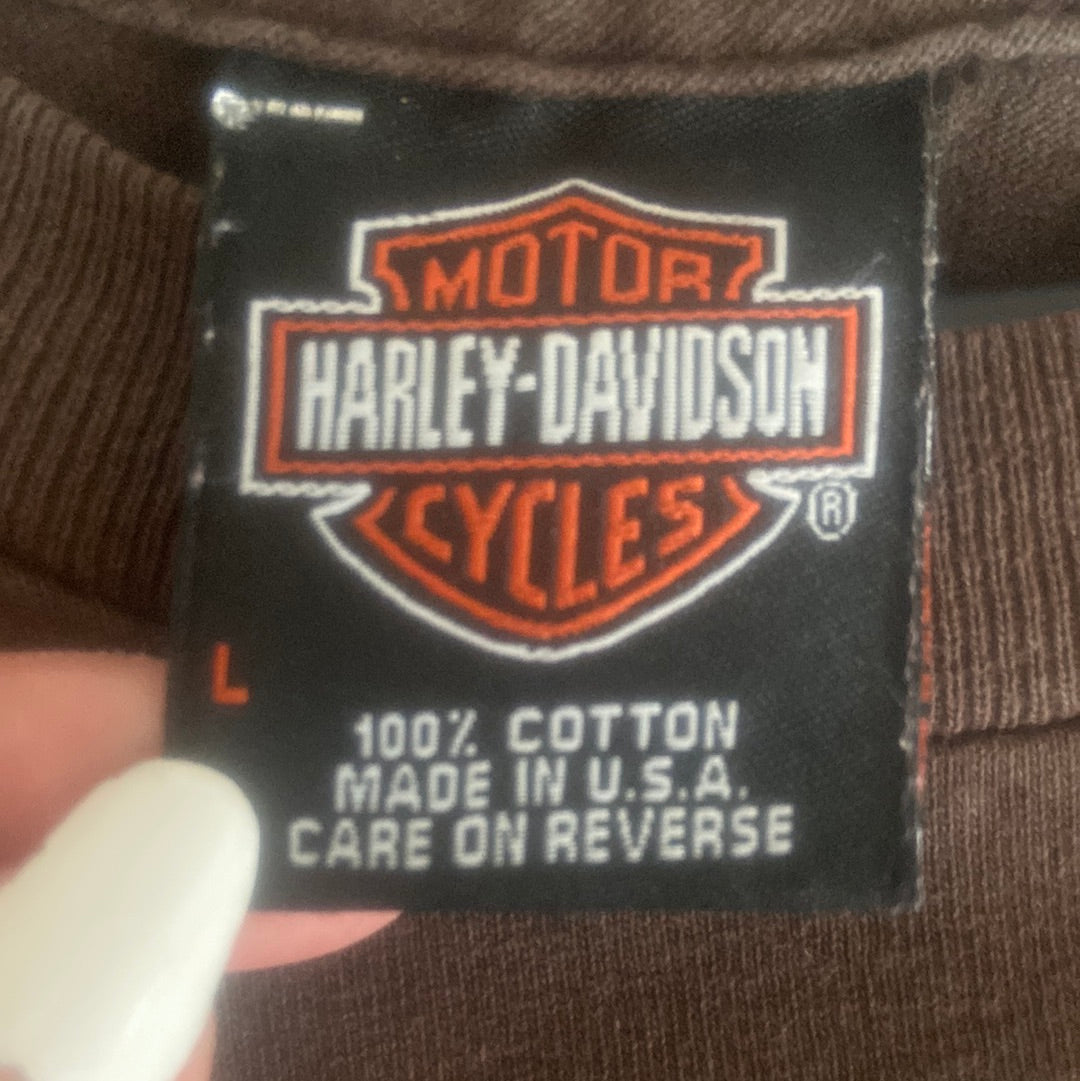 MOTOR
HARLEY-DAVIDSON
CYCLES
®
L
100% COTTON
MADE IN U.S.A.
CARE ON REVERSE